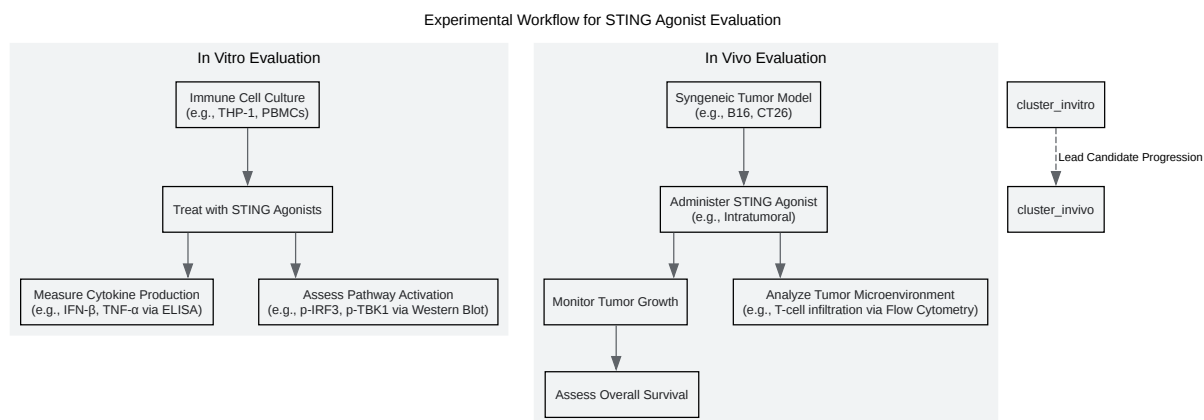 Experimental Workflow for STING Agonist Evaluation
In Vitro Evaluation
Immune Cell Culture
(e.g., THP-1, PBMCs)
Treat with STING Agonists
Measure Cytokine Production
(e.g., IFN-β, TNF-α via ELISA)
Assess Pathway Activation
(e.g., p-IRF3, p-TBK1 via Western Blot)
In Vivo Evaluation
Syngeneic Tumor Model
(e.g., B16, CT26)
Administer STING Agonist
(e.g., Intratumoral)
Monitor Tumor Growth
Analyze Tumor Microenvironment
(e.g., T-cell infiltration via Flow Cytometry)
Assess Overall Survival
cluster_invitro
Lead Candidate Progression
cluster_invivo